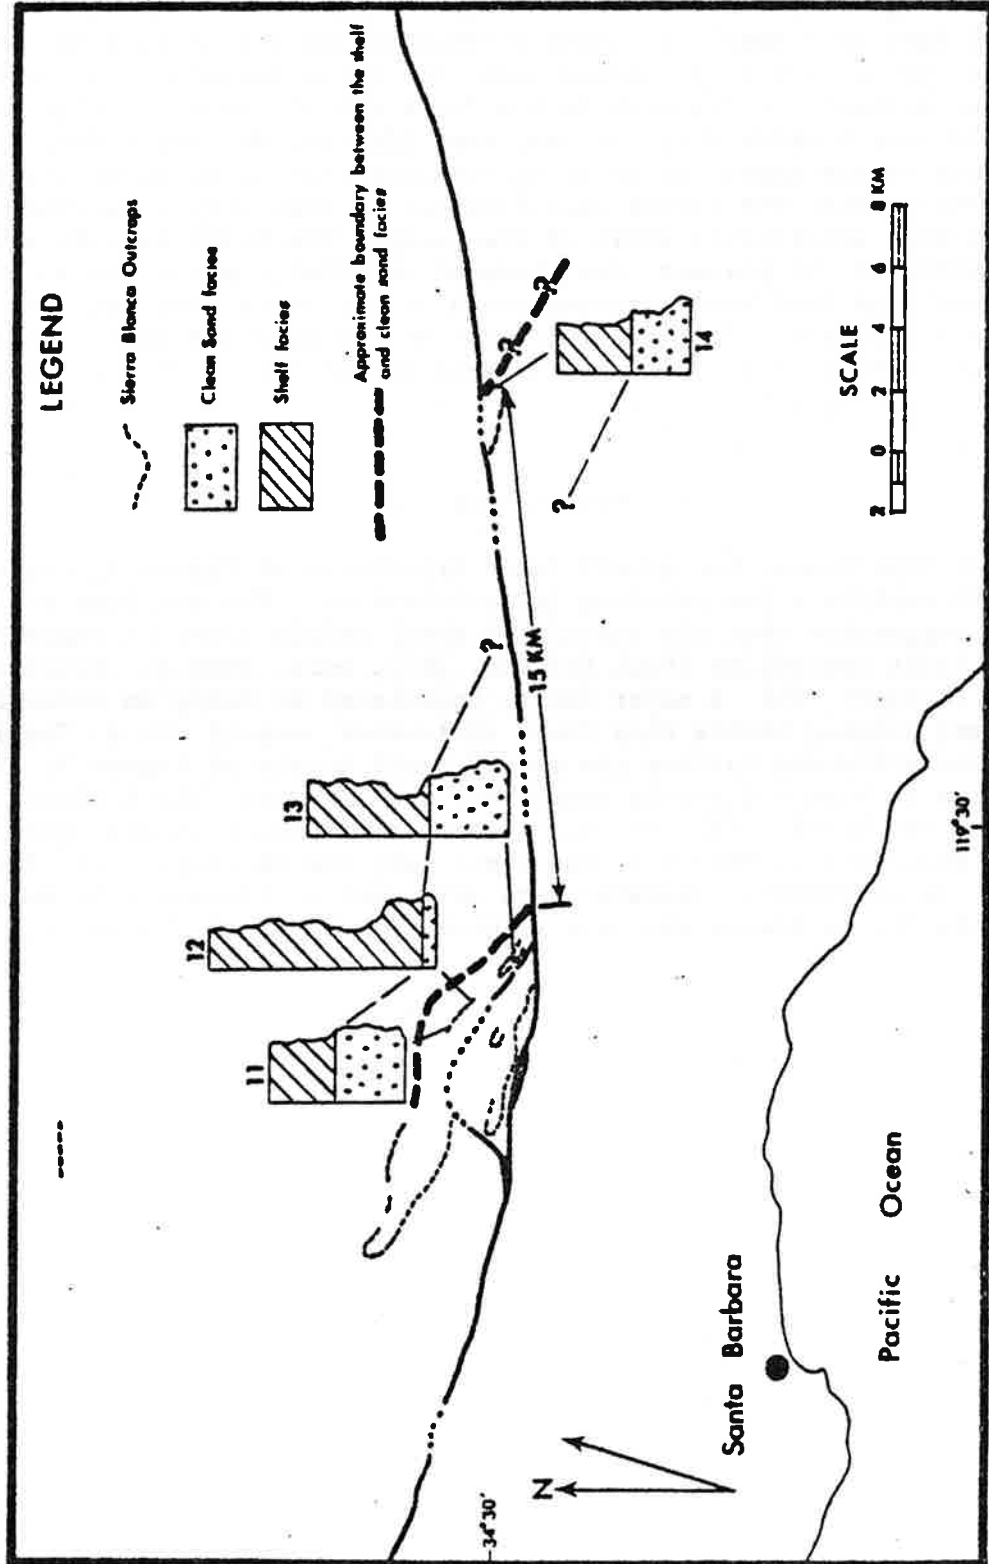 LEGEND
Sierra Blanca Outcrops
Clean Sand facies
Shelf facies
Approximate boundary between the shelf
and clean sand facies
11
12
13
14
?
?
?
?
15 KM
SCALE
2 0 2 4 6 8 KM
N
34°30'
119°30'
Santa Barbara
Pacific Ocean